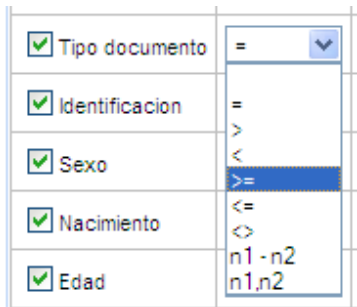 Tipo documento =
Identificacion =
>
Sexo <
>=
Nacimiento <=
<>
n1 - n2
Edad n1,n2